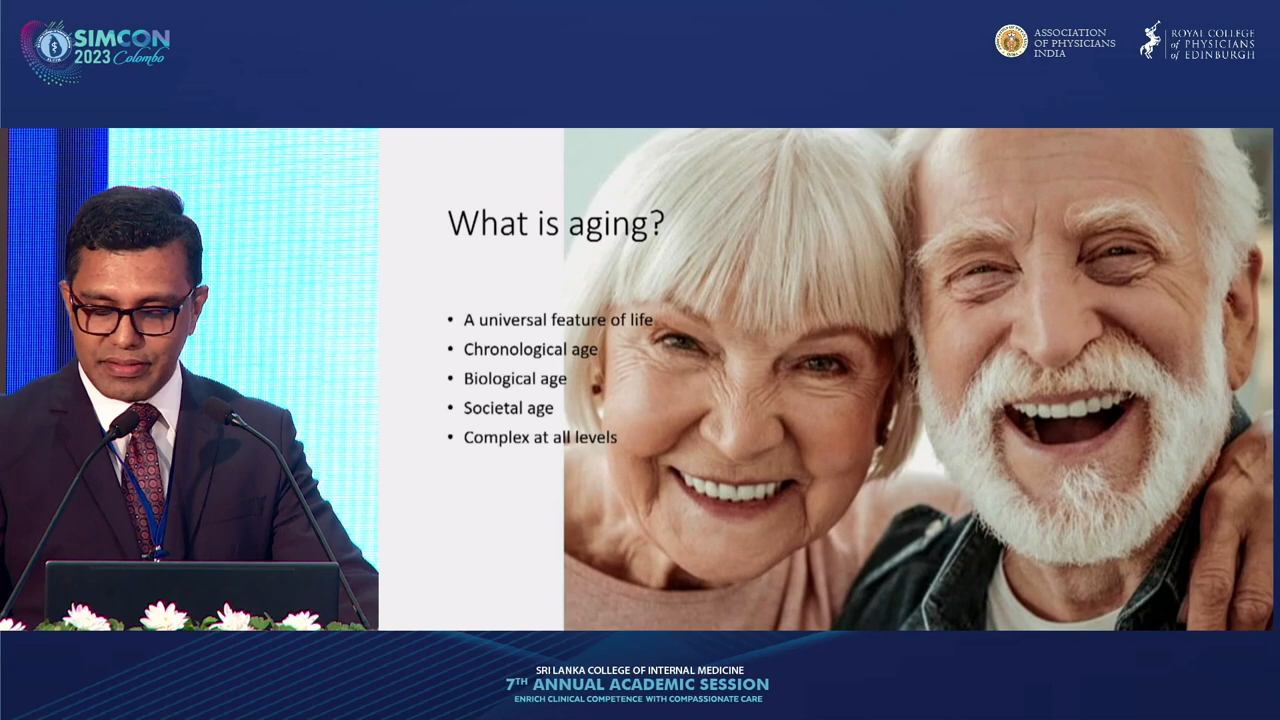 SIMCON
2023 Colombo
ASSOCIATION
OF PHYSICIANS
INDIA
ROYAL COLLEGE
of PHYSICIANS
of EDINBURGH
What is aging?
• A universal feature of life
• Chronological age
• Biological age
• Societal age
• Complex at all levels
SRI LANKA COLLEGE OF INTERNAL MEDICINE
7TH ANNUAL ACADEMIC SESSION
ENRICH CLINICAL COMPETENCE WITH COMPASSIONATE CARE